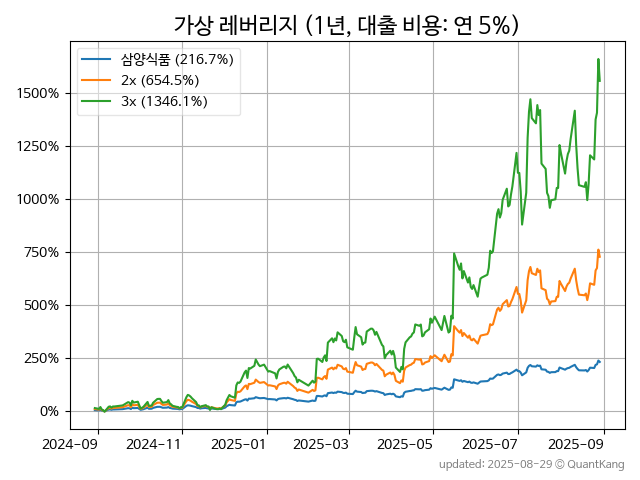 가상 레버리지 (1년, 대출 비용: 연 5%)
삼양식품 (216.7%)
2x (654.5%)
3x (1346.1%)
1500%
1250%
1000%
750%
500%
250%
0%
2024-09 2024-11 2025-01 2025-03 2025-05 2025-07 2025-09
updated: 2025-08-29 © QuantKang